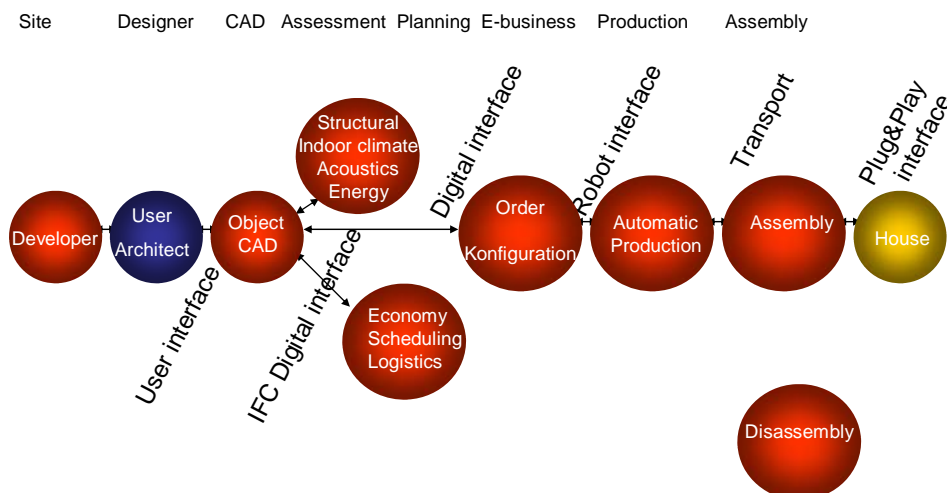 Site Designer CAD Assessment Planning E-business Production Assembly
Structural
Indoor climate
Acoustics
Energy
Digital interface
Robot interface
Transport
Plug&Play
interface
Developer
User
Architect
Object
CAD
Order
Konfiguration
Automatic
Production
Assembly
House
User interface
IFC Digital interface
Economy
Scheduling
Logistics
Disassembly